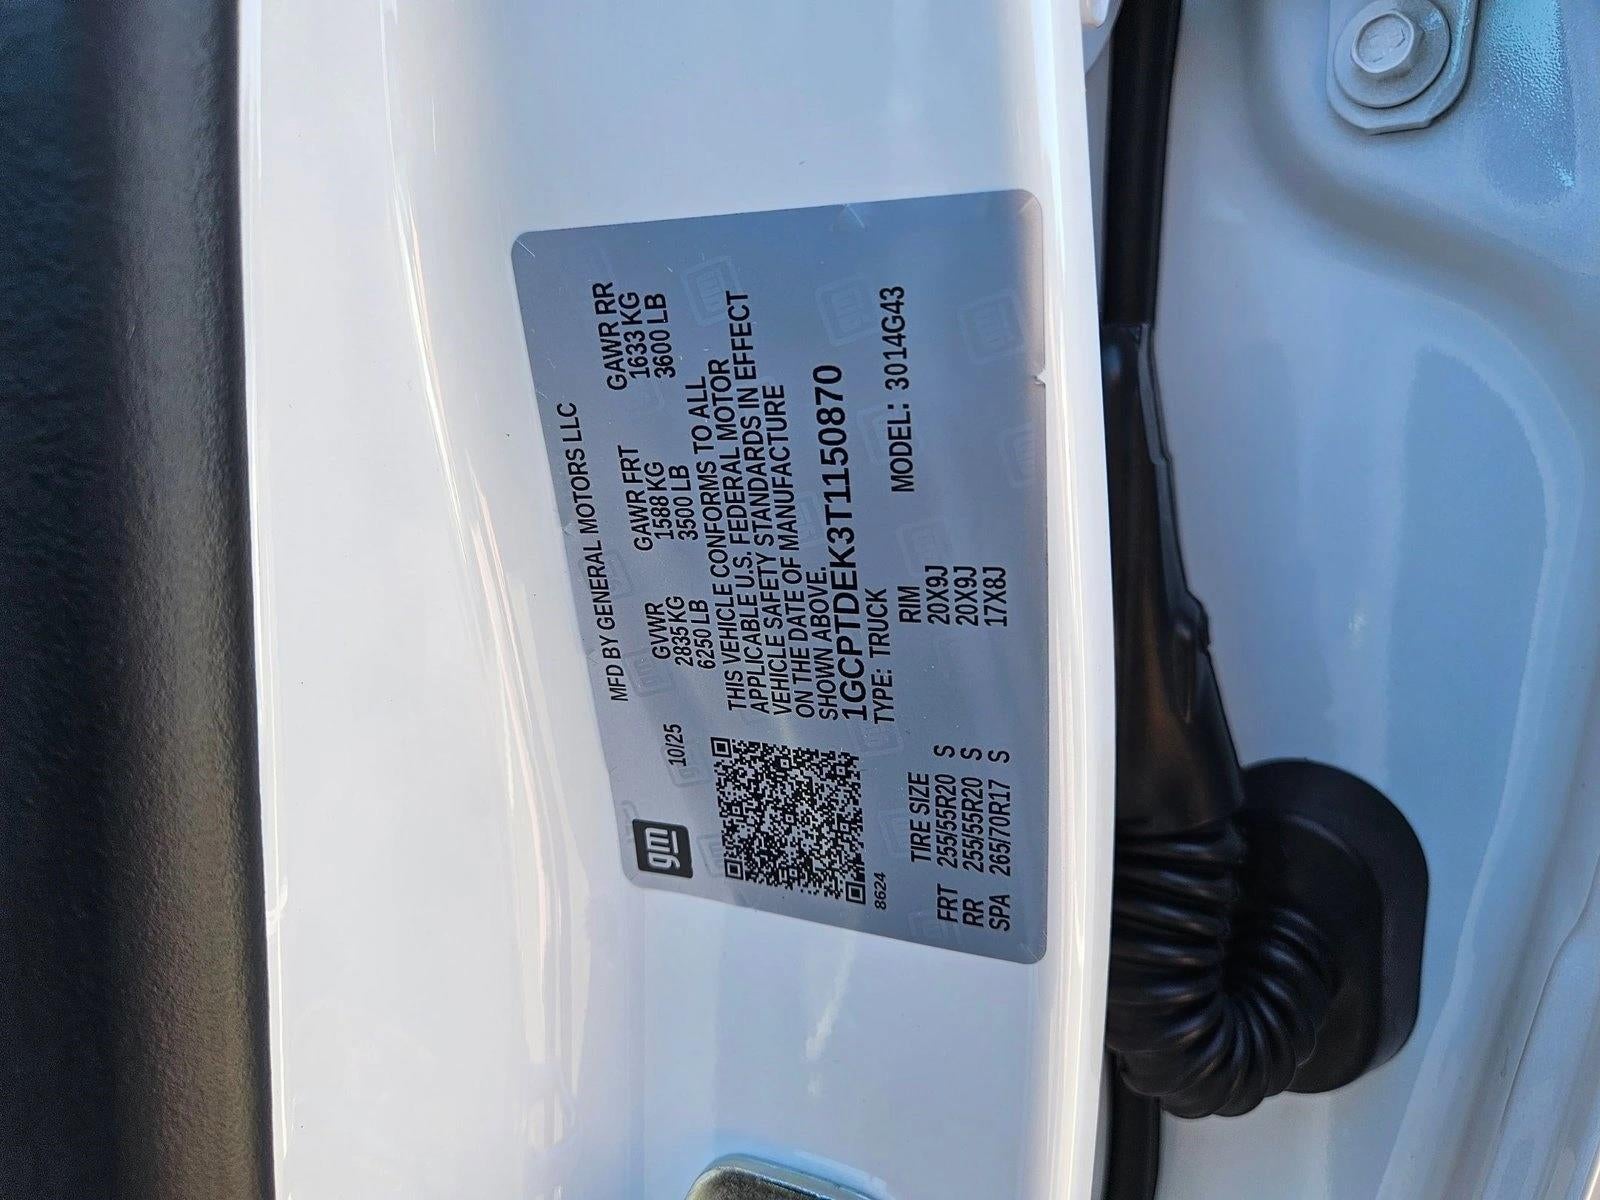 gm
10/25
MFD BY GENERAL MOTORS LLC
GVWR GAWR FRT GAWR RR
2835 KG 1588 KG 1633 KG
6250 LB 3500 LB 3600 LB
THIS VEHICLE CONFORMS TO ALL
APPLICABLE U.S. FEDERAL MOTOR
VEHICLE SAFETY STANDARDS IN EFFECT
ON THE DATE OF MANUFACTURE
SHOWN ABOVE.
1GCPTDEK3T1150870
TYPE: TRUCK MODEL: 3014G43
8624
TIRE SIZE RIM
FRT 255/55R20 S 20X9J
RR 255/55R20 S 20X9J
SPA 265/70R17 S 17X8J